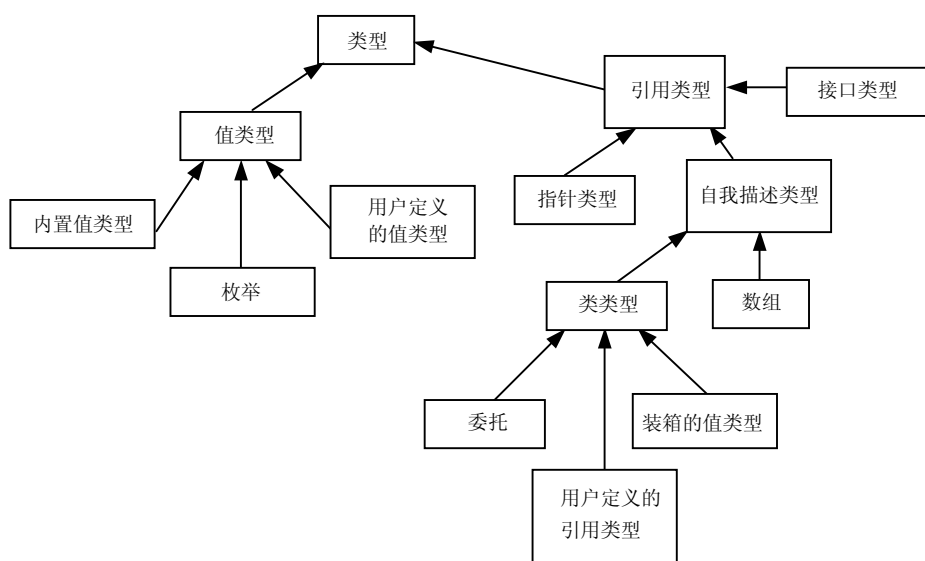 类型
引用类型
接口类型
值类型
指针类型
自我描述类型
内置值类型
用户定义
的值类型
枚举
类类型
数组
委托
装箱的值类型
用户定义的
引用类型